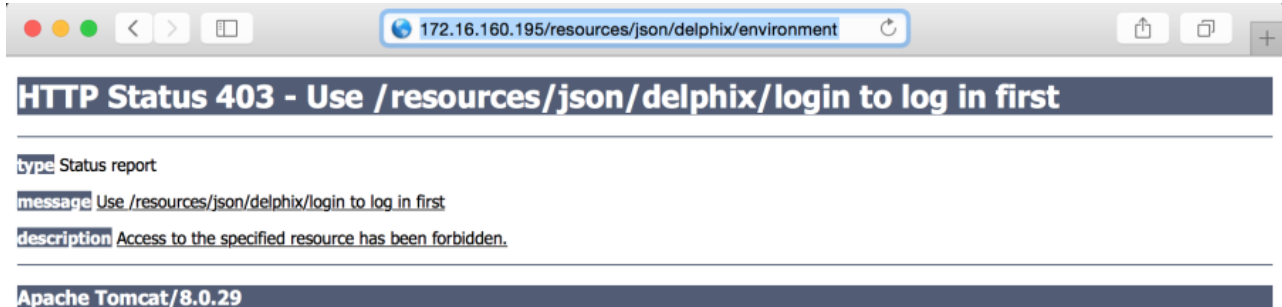 172.16.160.195/resources/json/delphix/environment
HTTP Status 403 - Use /resources/json/delphix/login to log in first
type Status report
message Use /resources/json/delphix/login to log in first
description Access to the specified resource has been forbidden.
Apache Tomcat/8.0.29